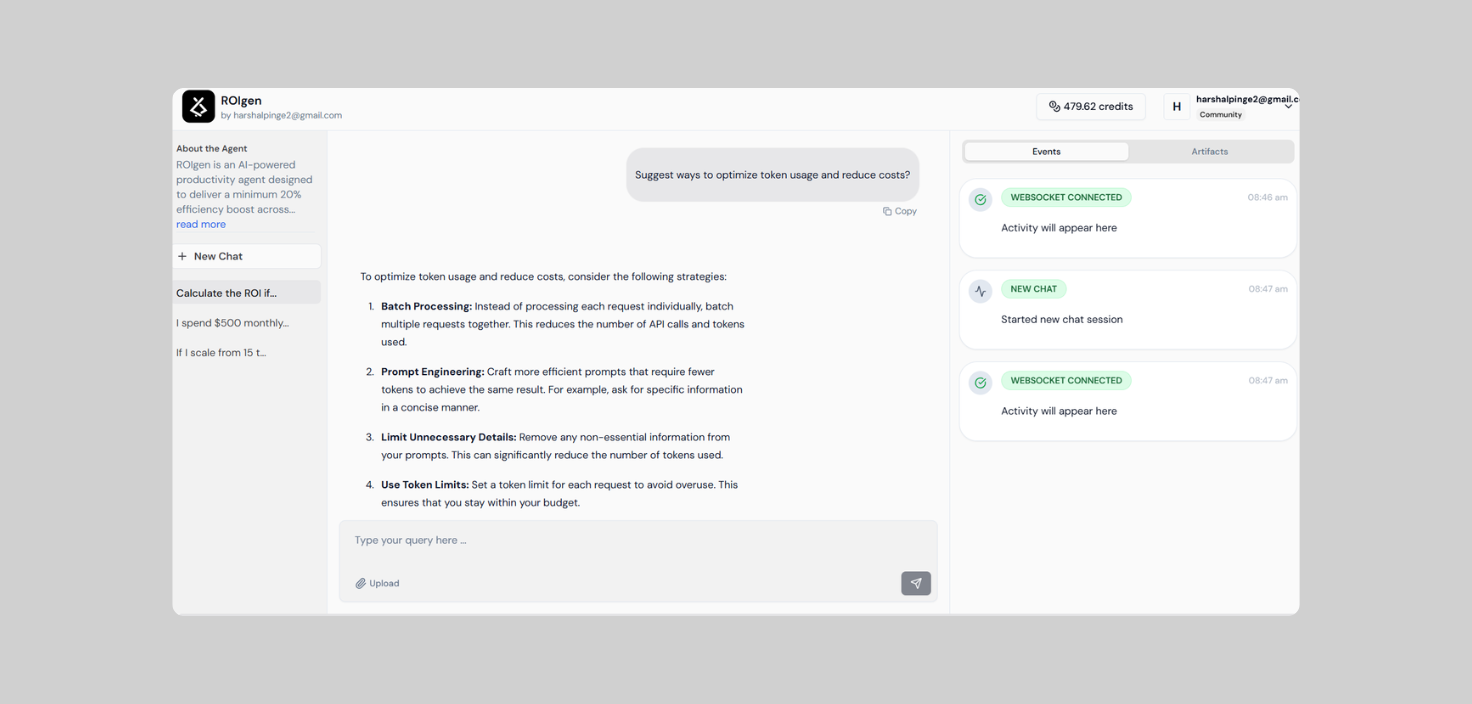 ROIgen
by harshalpinge2@gmail.com
479.62 credits
H
harshalpinge2@gmail.c
Community
About the Agent
ROIgen is an AI-powered
productivity agent designed
to deliver a minimum 20%
efficiency boost across...
read more
+ New Chat
Calculate the ROI if...
I spend $500 monthly...
If I scale from 15 t...
Suggest ways to optimize token usage and reduce costs?
Copy
To optimize token usage and reduce costs, consider the following strategies:
1. Batch Processing: Instead of processing each request individually, batch
multiple requests together. This reduces the number of API calls and tokens
used.
2. Prompt Engineering: Craft more efficient prompts that require fewer
tokens to achieve the same result. For example, ask for specific information
in a concise manner.
3. Limit Unnecessary Details: Remove any non-essential information from
your prompts. This can significantly reduce the number of tokens used.
4. Use Token Limits: Set a token limit for each request to avoid overuse. This
ensures that you stay within your budget.
Type your query here ...
Upload
Events
Artifacts
WEBSOCKET CONNECTED
08:46 am
Activity will appear here
NEW CHAT
08:47 am
Started new chat session
WEBSOCKET CONNECTED
08:47 am
Activity will appear here